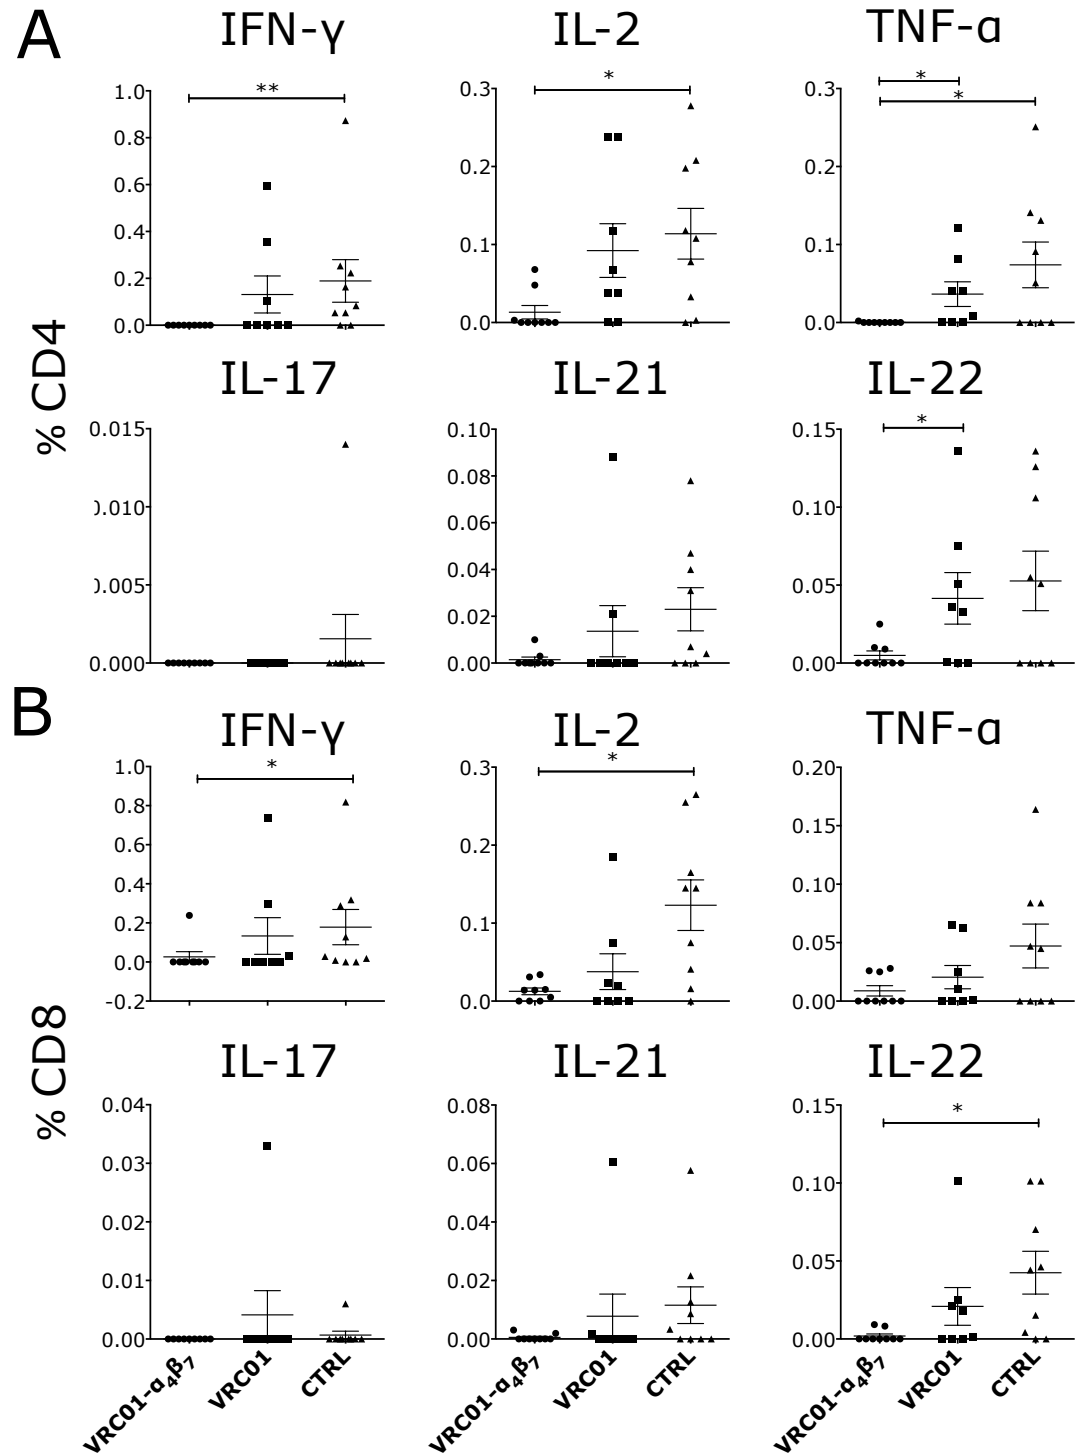 A
IFN-γ IL-2 TNF-α
** * * *
1.0 0.3 0.3
0.8
0.6 0.2 0.2
0.4 0.1 0.1
0.2
0.0 0.0 0.0
% CD4
IL-17 IL-21 IL-22
*
0.015 0.10 0.15
0.08
0.010 0.06 0.10
0.005 0.04 0.05
0.02
0.000 0.00 0.00
B
IFN-γ IL-2 TNF-α
* *
1.0 0.3 0.20
0.8
0.6 0.2 0.15
0.4 0.10
0.2 0.1 0.05
0.0
-0.2 0.0 0.00
% CD8
IL-17 IL-21 IL-22
*
0.04 0.08 0.15
0.03 0.06 0.10
0.02 0.04
0.01 0.02 0.05
0.00 0.00 0.00
VRC01-α4β7 VRC01 CTRL VRC01-α4β7 VRC01 CTRL VRC01-α4β7 VRC01 CTRL